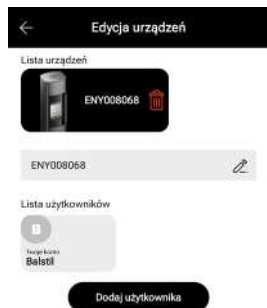 Edycja urządzeń
Lista urządzeń
ENY008068
ENY008068
Lista użytkowników
B
Twoje konto
Balstil
Dodaj użytkownika